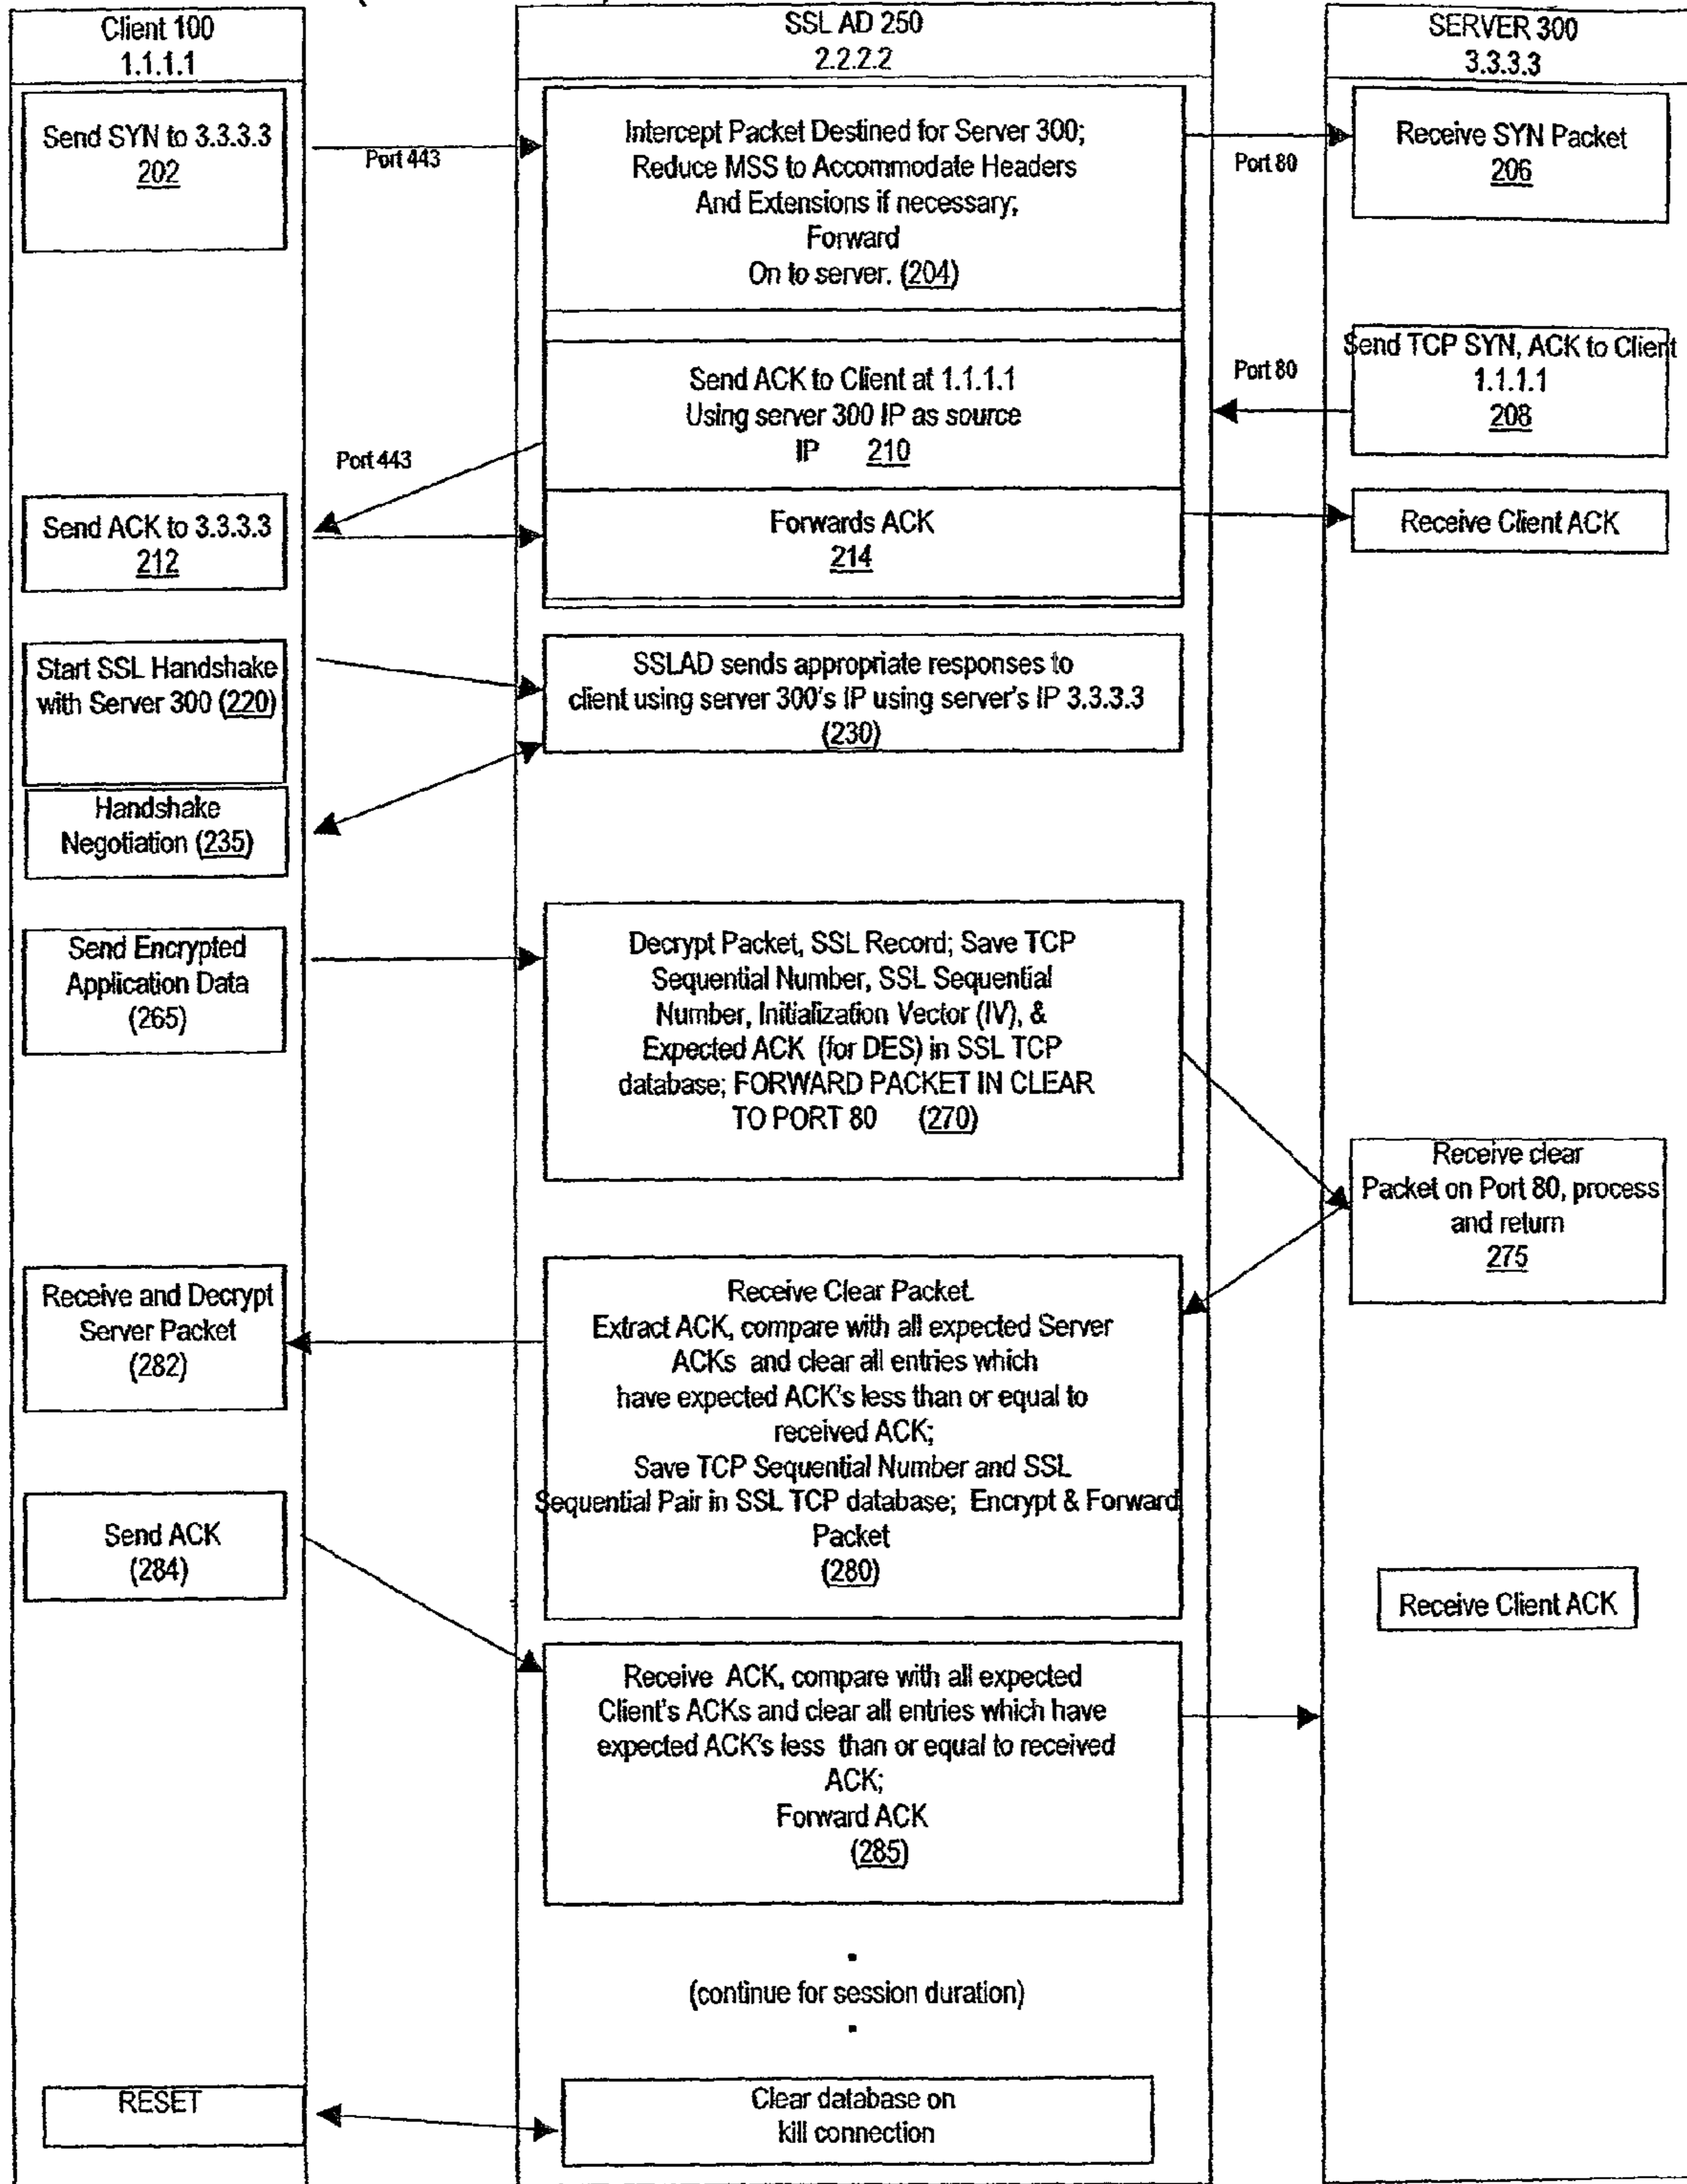 Client 100
1.1.1.1
SSL AD 250
2.2.2.2
SERVER 300
3.3.3.3
Send SYN to 3.3.3.3
202
Port 443
Intercept Packet Destined for Server 300;
Reduce MSS to Accommodate Headers
And Extensions if necessary;
Forward
On to server. (204)
Port 80
Receive SYN Packet
206
Send TCP SYN, ACK to Client
1.1.1.1
208
Port 80
Send ACK to Client at 1.1.1.1
Using server 300 IP as source
IP 210
Port 443
Send ACK to 3.3.3.3
212
Forwards ACK
214
Receive Client ACK
Start SSL Handshake
with Server 300 (220)
SSLAD sends appropriate responses to
client using server 300's IP using server's IP 3.3.3.3
(230)
Handshake
Negotiation (235)
Send Encrypted
Application Data
(265)
Decrypt Packet, SSL Record; Save TCP
Sequential Number, SSL Sequential
Number, Initialization Vector (IV), &
Expected ACK (for DES) in SSL TCP
database; FORWARD PACKET IN CLEAR
TO PORT 80 (270)
Receive clear
Packet on Port 80, process
and return
275
Receive and Decrypt
Server Packet
(282)
Receive Clear Packet.
Extract ACK, compare with all expected Server
ACKs and clear all entries which
have expected ACK's less than or equal to
received ACK;
Save TCP Sequential Number and SSL
Sequential Pair in SSL TCP database; Encrypt & Forward
Packet
(280)
Send ACK
(284)
Receive Client ACK
Receive ACK, compare with all expected
Client's ACKs and clear all entries which have
expected ACK's less than or equal to received
ACK;
Forward ACK
(285)
(continue for session duration)
RESET
Clear database on
kill connection